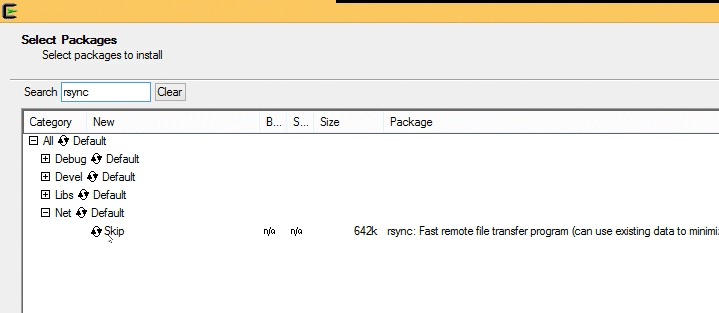 Select Packages
Select packages to install
Search rsync Clear
Category New B... S... Size Package
All Default
Debug Default
Devel Default
Libs Default
Net Default
Skip n/a n/a 642k rsync: Fast remote file transfer program (can use existing data to minimiz